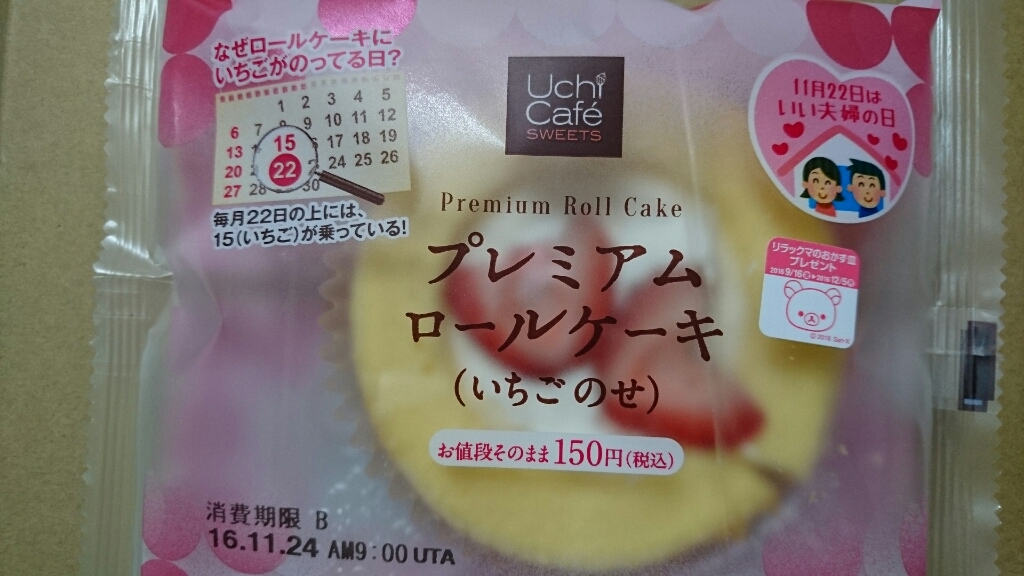 なぜロールケーキに
いちごがのってる日?
1 2 3 4 5
6 7 9 10 11 12
13 15 17 18 19
20 22 24 25 26
27 28 30
毎月22日の上には、
15(いちご)が乗っている!
Uchi
Café
SWEETS
11月22日は
いい夫婦の日
Premium Roll Cake
プレミアム
ロールケーキ
(いちごのせ)
リラックマのおかず皿
プレゼント
お値段そのまま150円(税込)
消費期限 B
16.11.24 AM9:00 UTA